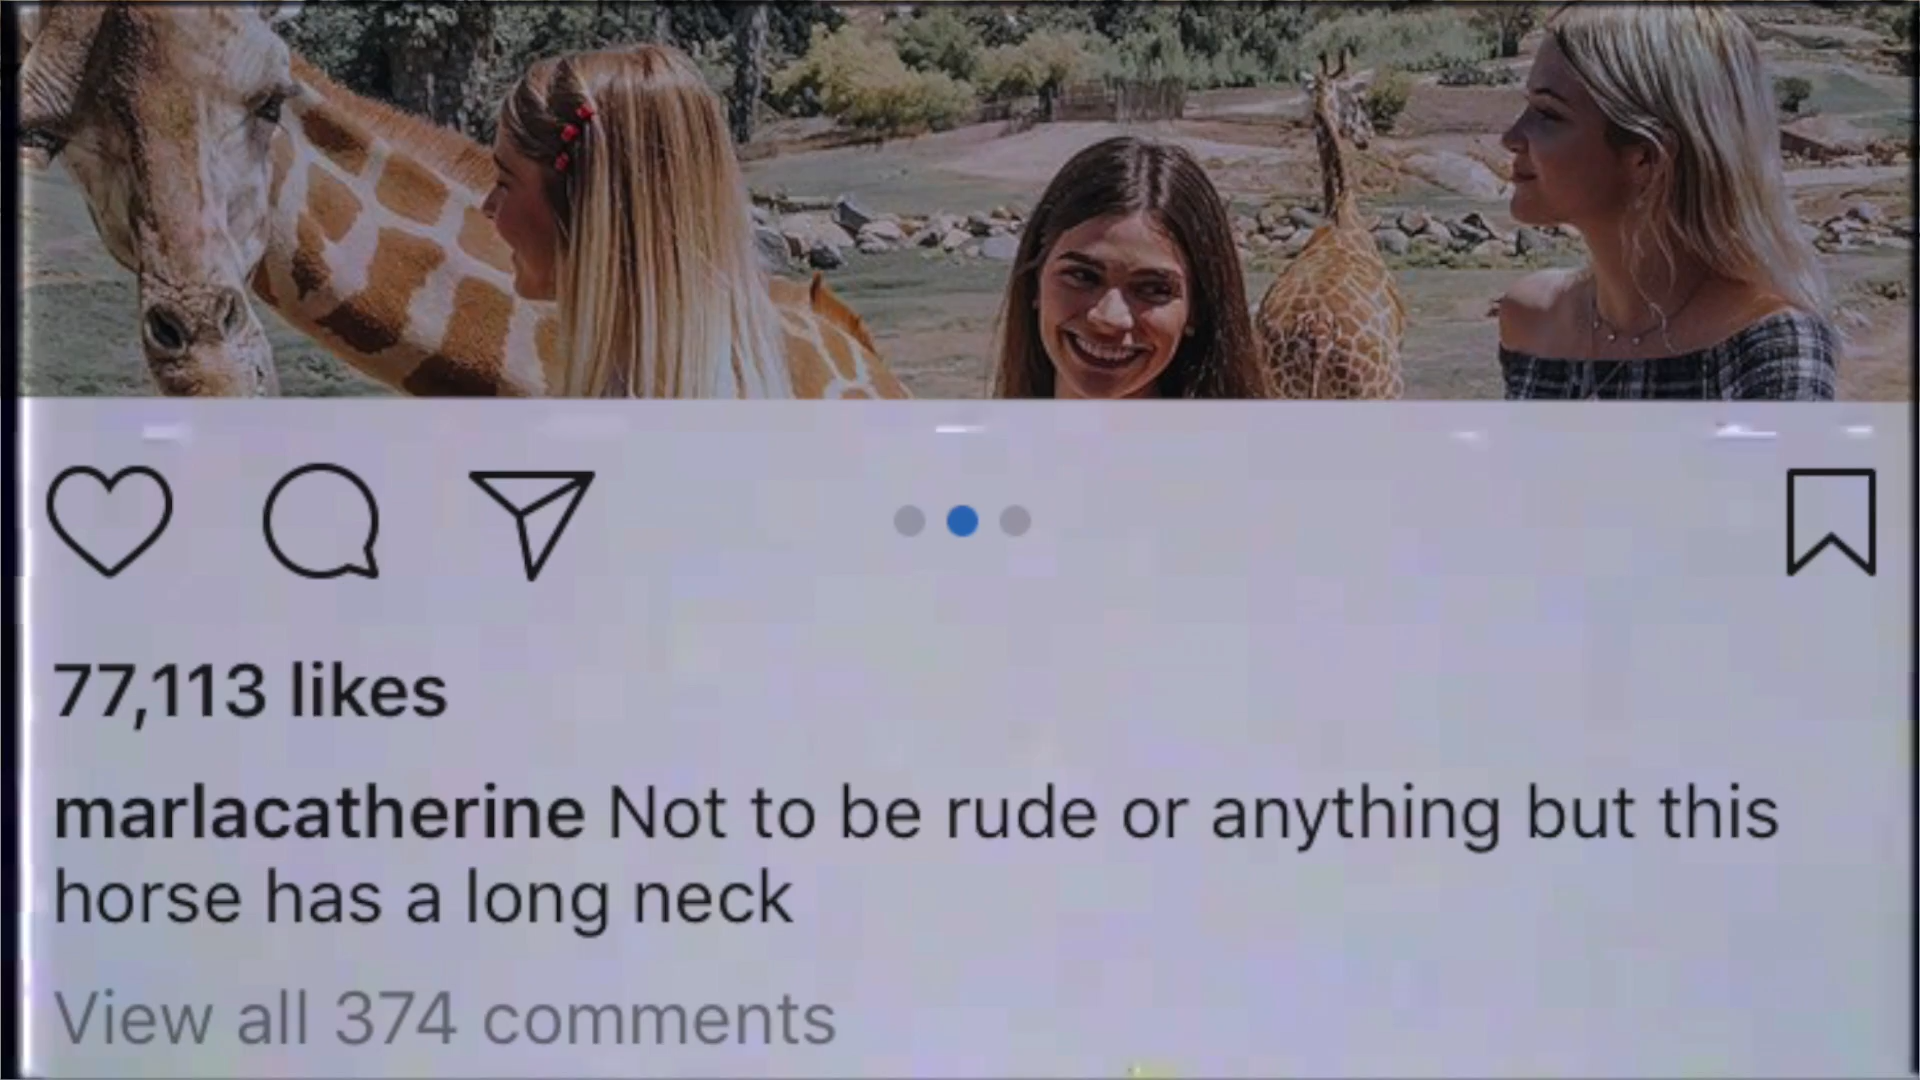 77,113 likes
marlacatherine Not to be rude or anything but this
horse has a long neck
View all 374 comments